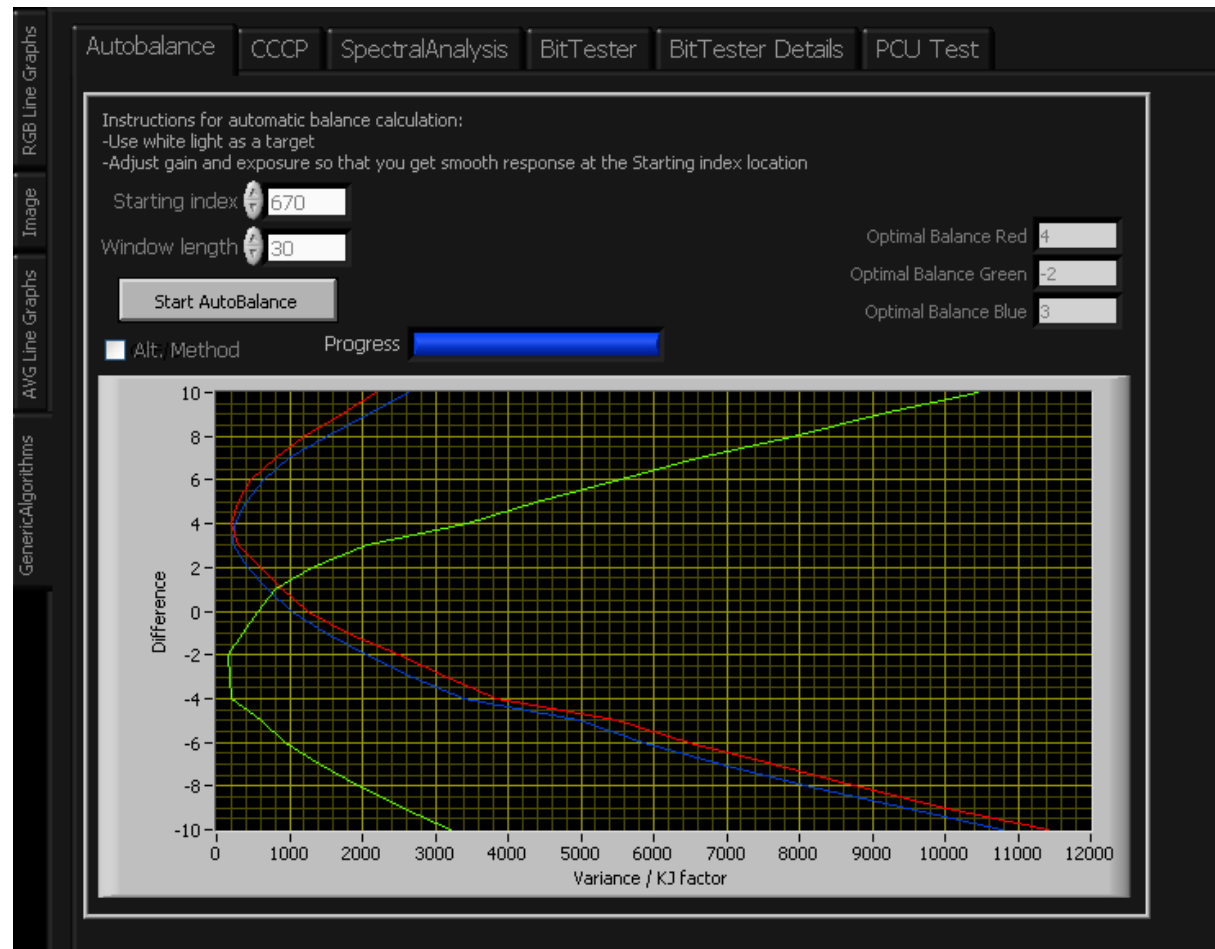 Autobalance CCCP SpectralAnalysis BitTester BitTester Details PCU Test
RGB Line Graphs
Image
AVG Line Graphs
GenericAlgorithms
Instructions for automatic balance calculation:
-Use white light as a target
-Adjust gain and exposure so that you get smooth response at the Starting index location
Starting index 670
Window length 30
Optimal Balance Red 4
Optimal Balance Green -2
Optimal Balance Blue 3
Start AutoBalance
Alt. Method
Progress
10
8
6
4
2
0
-2
-4
-6
-8
-10
Difference
0 1000 2000 3000 4000 5000 6000 7000 8000 9000 10000 11000 12000
Variance / KJ factor